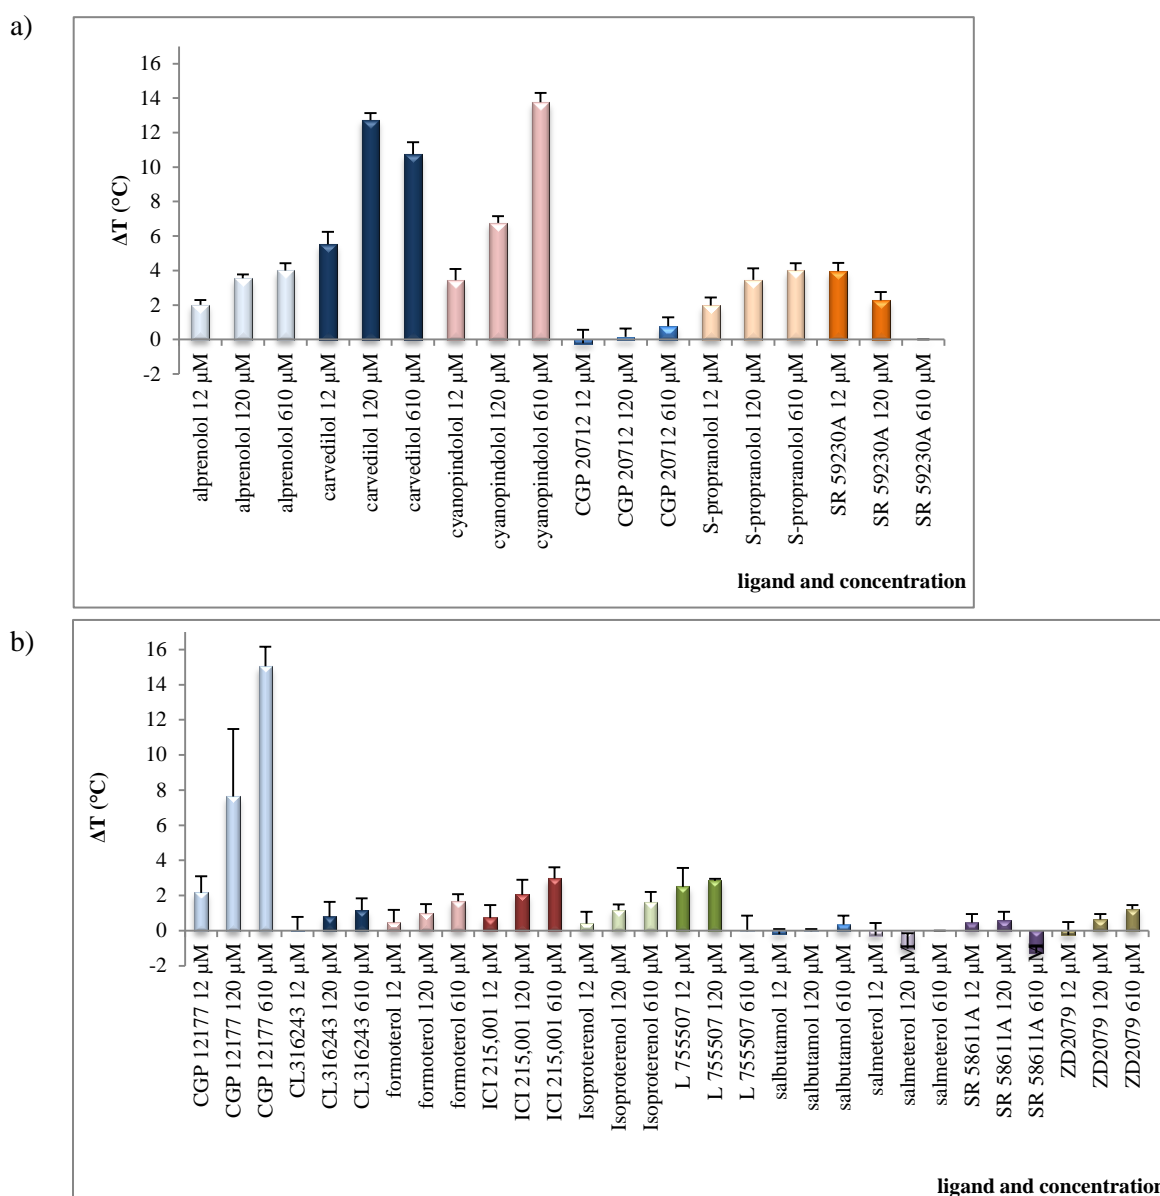 a)
16
14
12
10
8
6
4
2
0
-2
ΔT (°C)
alprenolol 12 µM
alprenolol 120 µM
alprenolol 610 µM
carvedilol 12 µM
carvedilol 120 µM
carvedilol 610 µM
cyanopindolol 12 µM
cyanopindolol 120 µM
cyanopindolol 610 µM
CGP 20712 12 µM
CGP 20712 120 µM
CGP 20712 610 µM
S-propranolol 12 µM
S-propranolol 120 µM
S-propranolol 610 µM
SR 59230A 12 µM
SR 59230A 120 µM
SR 59230A 610 µM
ligand and concentration
b)
16
14
12
10
8
6
4
2
0
-2
ΔT (°C)
CGP 12177 12 µM
CGP 12177 120 µM
CGP 12177 610 µM
CL316243 12 µM
CL316243 120 µM
CL316243 610 µM
formoterol 12 µM
formoterol 120 µM
formoterol 610 µM
ICI 215,001 12 µM
ICI 215,001 120 µM
ICI 215,001 610 µM
Isoproterenol 12 µM
Isoproterenol 120 µM
Isoproterenol 610 µM
L 755507 12 µM
L 755507 120 µM
L 755507 610 µM
salbutamol 12 µM
salbutamol 120 µM
salbutamol 610 µM
salmeterol 12 µM
salmeterol 120 µM
salmeterol 610 µM
SR 58611A 12 µM
SR 58611A 120 µM
SR 58611A 610 µM
ZD2079 12 µM
ZD2079 120 µM
ZD2079 610 µM
ligand and concentration